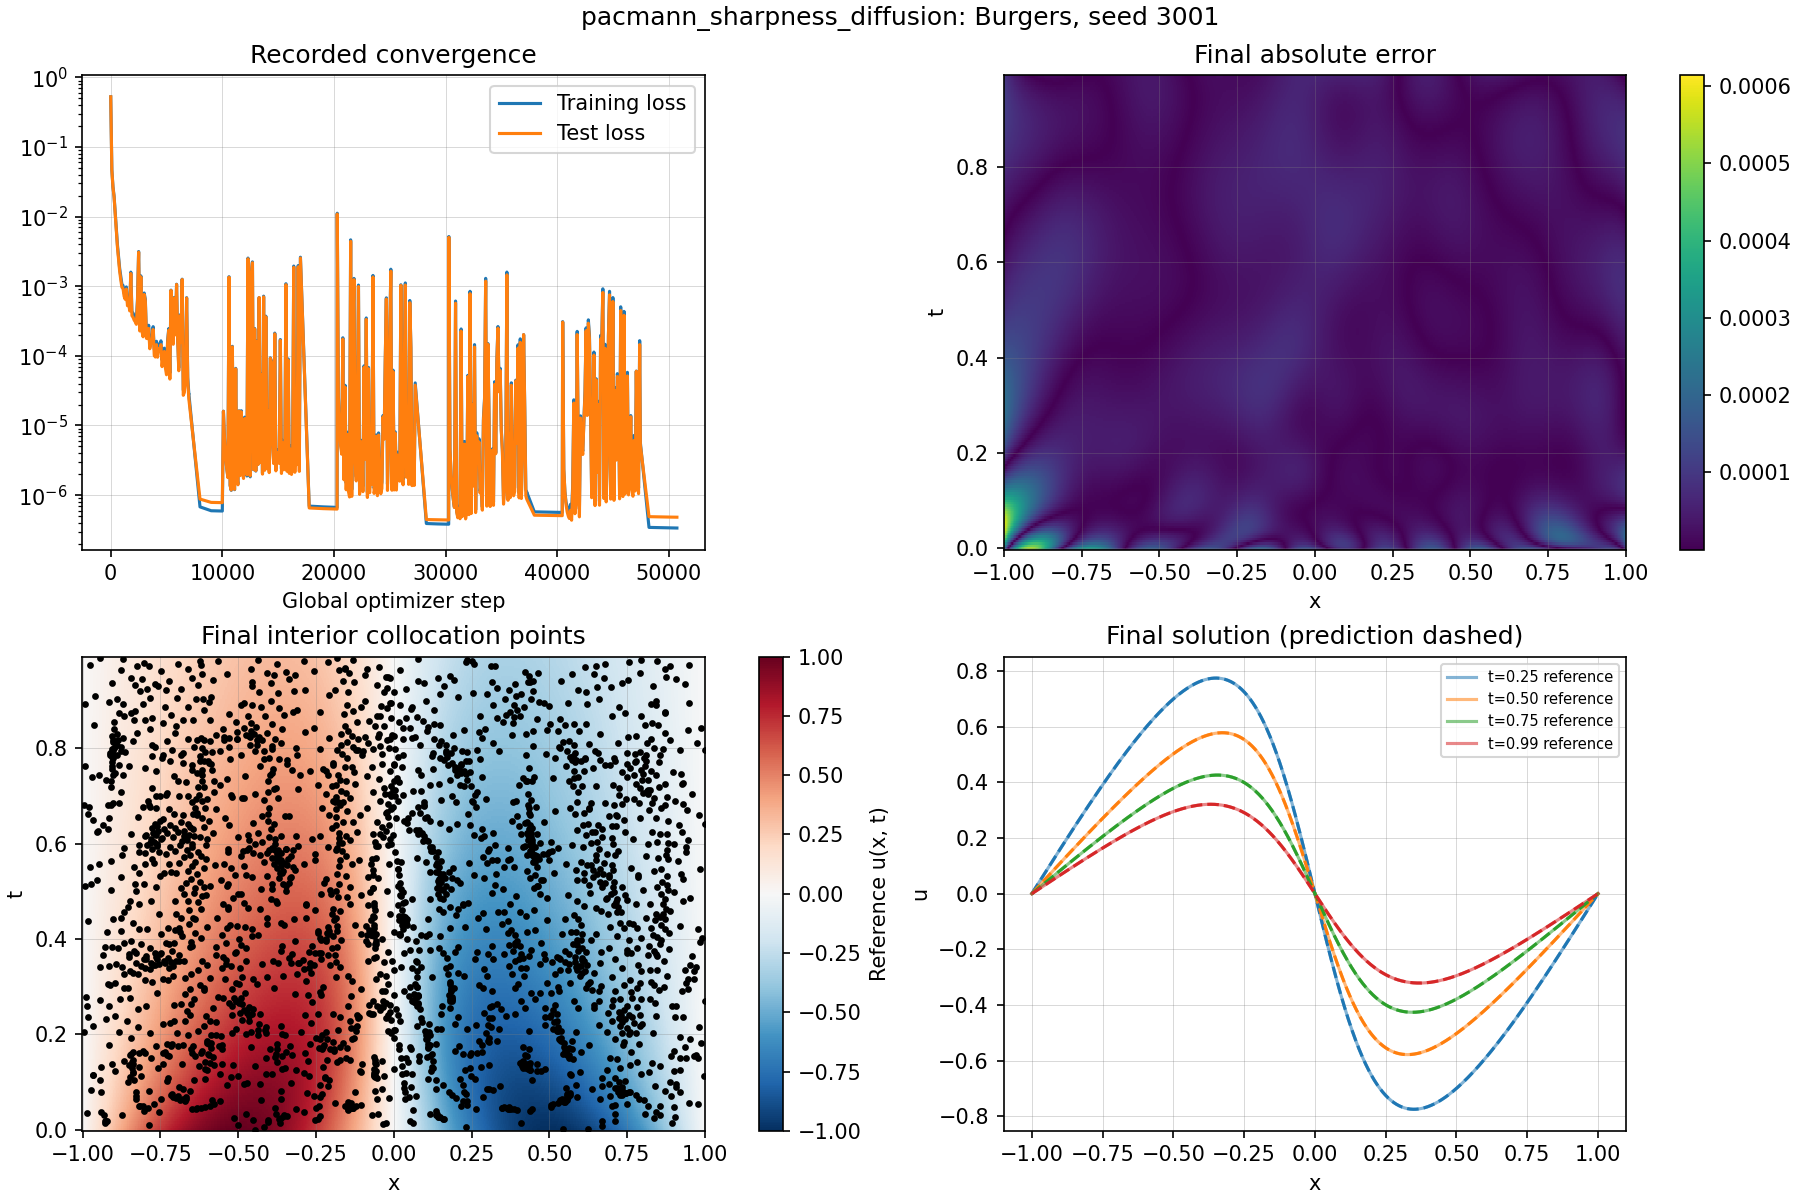 pacmann_sharpness_diffusion: Burgers, seed 3001
Recorded convergence
10⁰
10⁻¹
10⁻²
10⁻³
10⁻⁴
10⁻⁵
10⁻⁶
Training loss
Test loss
0 10000 20000 30000 40000 50000
Global optimizer step
Final absolute error
t
0.8
0.6
0.4
0.2
0.0
−1.00 −0.75 −0.50 −0.25 0.00 0.25 0.50 0.75 1.00
x
0.0006
0.0005
0.0004
0.0003
0.0002
0.0001
Final interior collocation points
t
0.8
0.6
0.4
0.2
0.0
−1.00 −0.75 −0.50 −0.25 0.00 0.25 0.50 0.75 1.00
x
1.00
0.75
0.50
0.25
0.00
−0.25
−0.50
−0.75
−1.00
Reference u(x, t)
Final solution (prediction dashed)
u
0.8
0.6
0.4
0.2
0.0
−0.2
−0.4
−0.6
−0.8
t=0.25 reference
t=0.50 reference
t=0.75 reference
t=0.99 reference
−1.00 −0.75 −0.50 −0.25 0.00 0.25 0.50 0.75 1.00
x